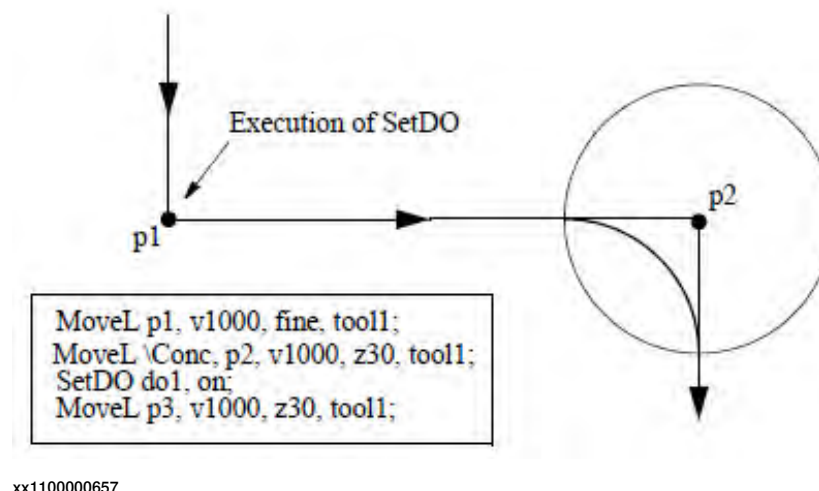 Execution of SetDO
p2
p1
MoveL p1, v1000, fine, tool1;
MoveL \Conc, p2, v1000, z30, tool1;
SetDO do1, on;
MoveL p3, v1000, z30, tool1;
xx1100000657